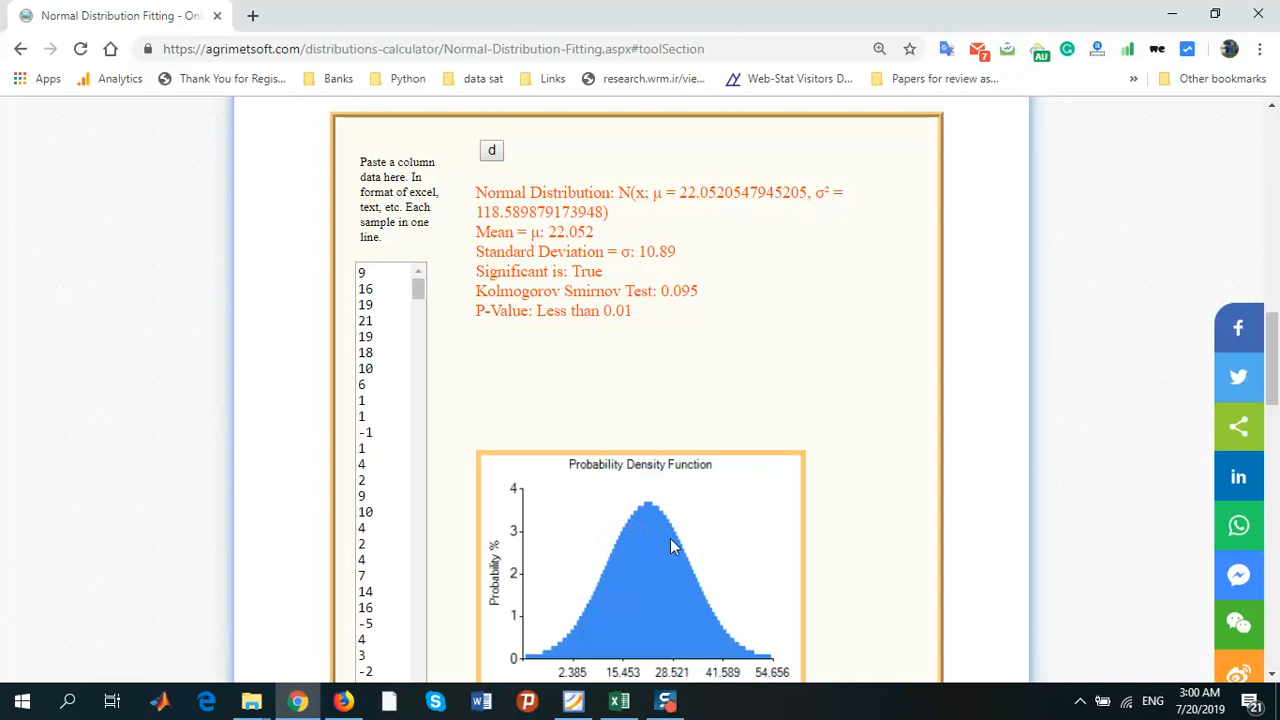 Normal Distribution Fitting - Onl
https://agrimetsoft.com/distributions-calculator/Normal-Distribution-Fitting.aspx#toolSection
7
AU
we
Apps
Analytics
Thank You for Regis...
Banks
Python
data sat
Links
research.wrm.ir/vie...
Web-Stat Visitors D...
Papers for review as...
»
Other bookmarks
Paste a column
data here. In
format of excel,
text, etc. Each
sample in one
line.
d
Normal Distribution: N(x; μ = 22.0520547945205, σ² =
118.589879173948)
Mean = μ: 22.052
Standard Deviation = σ: 10.89
Significant is: True
Kolmogorov Smirnov Test: 0.095
P-Value: Less than 0.01
9
16
19
21
19
18
10
6
1
1
-1
1
4
2
9
10
4
2
4
7
14
16
-5
4
3
-2
Probability Density Function
Probability %
4
3
2
1
0
2.385 15.453 28.521 41.589 54.656
ENG
3:00 AM
7/20/2019
21